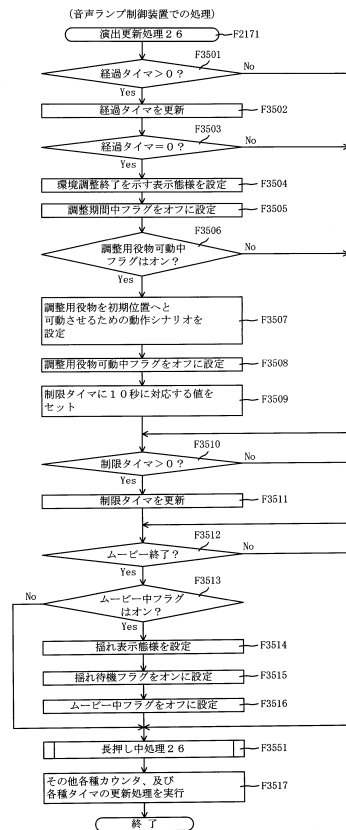 (音声ランプ制御装置での処理)
演出更新処理26
F2171
F3501
経過タイマ>0?
No
Yes
経過タイマを更新
F3502
F3503
経過タイマ=0?
No
Yes
環境調整終了を示す表示態様を設定
F3504
調整期間中フラグをオフに設定
F3505
F3506
調整用役物可動中
フラグはオン?
No
Yes
調整用役物を初期位置へと
可動させるための動作シナリオを
設定
F3507
調整用役物可動中フラグをオフに設定
F3508
制限タイマに10秒に対応する値を
セット
F3509
F3510
制限タイマ>0?
No
Yes
制限タイマを更新
F3511
F3512
ムービー終了?
No
Yes
F3513
No
ムービー中フラグ
はオン?
Yes
揺れ表示態様を設定
F3514
揺れ待機フラグをオンに設定
F3515
ムービー中フラグをオフに設定
F3516
長押し中処理26
F3551
その他各種カウンタ、及び
各種タイマの更新処理を実行
F3517
終了